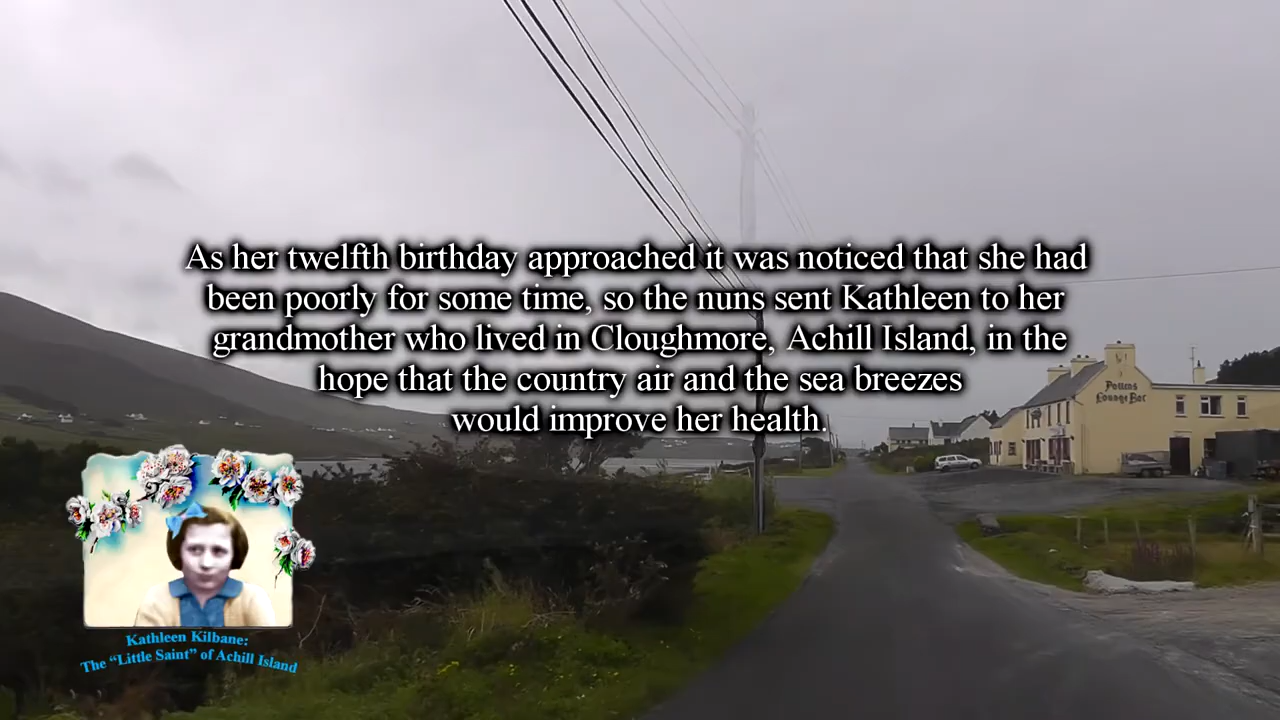 As her twelfth birthday approached it was noticed that she had
been poorly for some time, so the nuns sent Kathleen to her
grandmother who lived in Cloughmore, Achill Island, in the
hope that the country air and the sea breezes
would improve her health.
Lounge Bar
Kathleen Kilbane:
The “Little Saint” of Achill Island